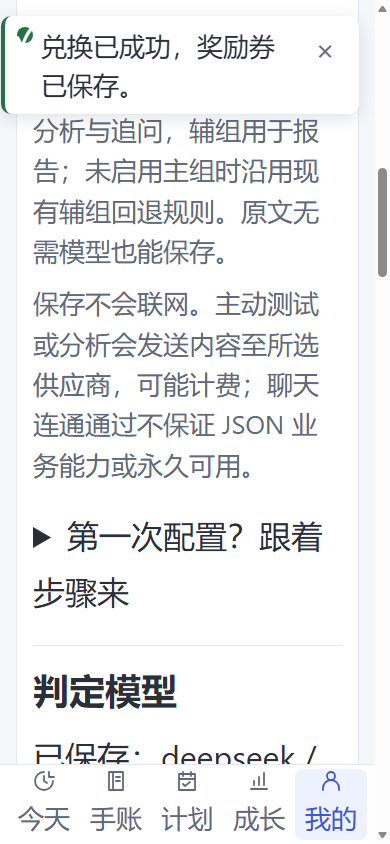 兑换已成功，奖励券
已保存。
×
分析与追问，辅组用于报
告；未启用主组时沿用现
有辅组回退规则。原文无
需模型也能保存。
保存不会联网。主动测试
或分析会发送内容至所选
供应商，可能计费；聊天
连通通过不保证 JSON 业
务能力或永久可用。
▶ 第一次配置？跟着
步骤来
判定模型
已保存：deepseek /
今天 手账 计划 成长 我的